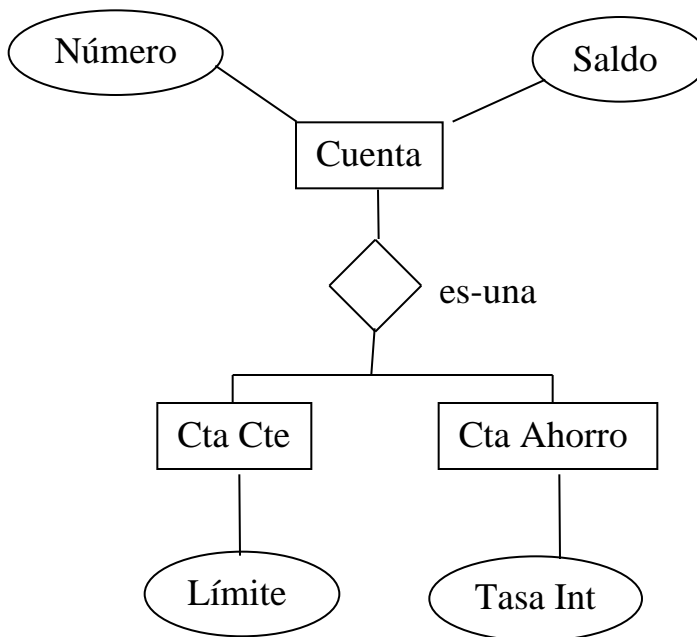 Número
Saldo
Cuenta
es-una
Cta Cte
Cta Ahorro
Límite
Tasa Int